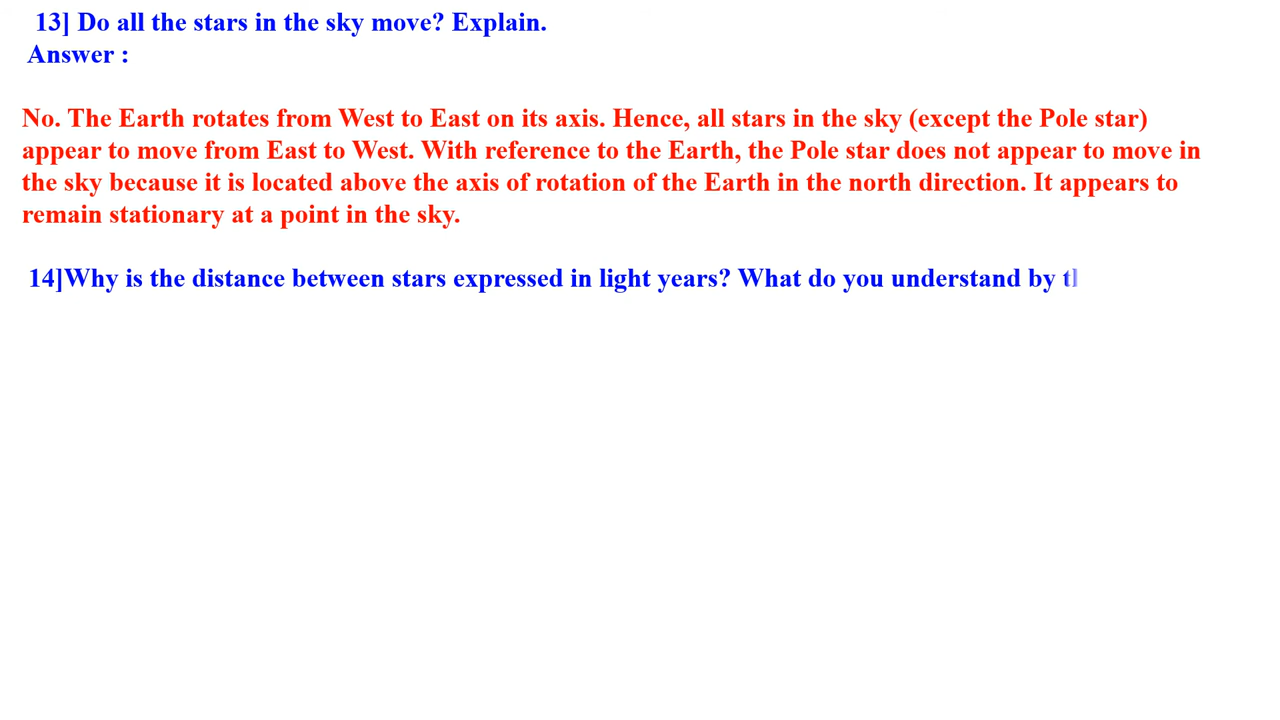 13] Do all the stars in the sky move? Explain.
Answer :
No. The Earth rotates from West to East on its axis. Hence, all stars in the sky (except the Pole star)
appear to move from East to West. With reference to the Earth, the Pole star does not appear to move in
the sky because it is located above the axis of rotation of the Earth in the north direction. It appears to
remain stationary at a point in the sky.
14]Why is the distance between stars expressed in light years? What do you understand by